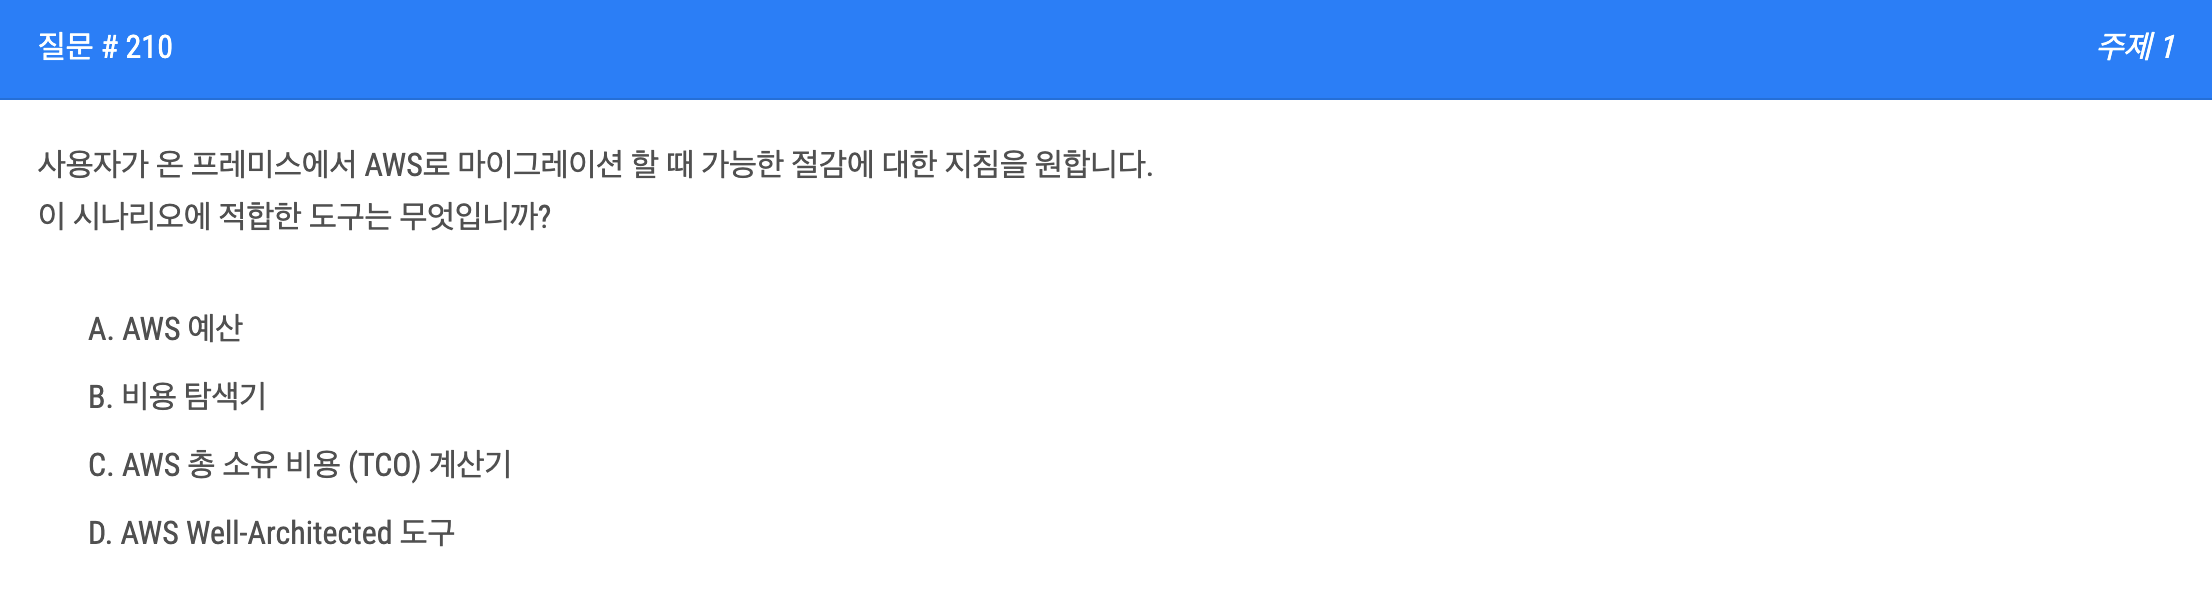 질문 # 210
주제 1
사용자가 온 프레미스에서 AWS로 마이그레이션 할 때 가능한 절감에 대한 지침을 원합니다.
이 시나리오에 적합한 도구는 무엇입니까?
A. AWS 예산
B. 비용 탐색기
C. AWS 총 소유 비용 (TCO) 계산기
D. AWS Well-Architected 도구